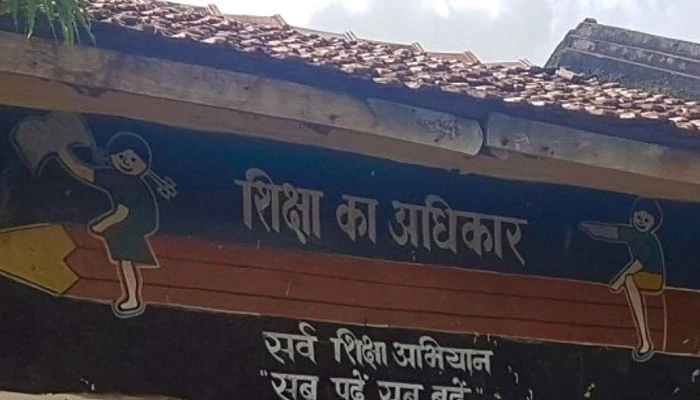 शिक्षा का अधिकार
सर्व शिक्षा अभियान
"सब पढ़ें सब बढ़ें"